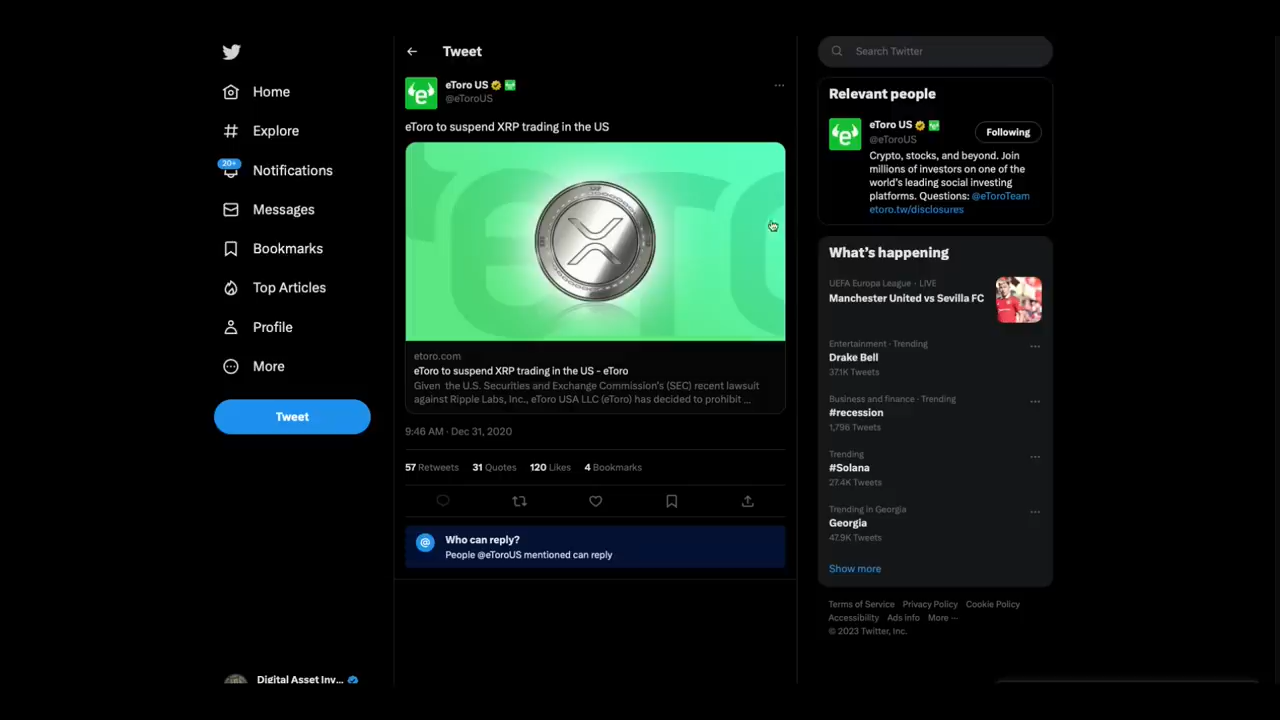 Home
Explore
20+
Notifications
Messages
Bookmarks
Top Articles
Profile
More
Tweet
Digital Asset Inv...
Tweet
eToro US
@eToroUS
eToro to suspend XRP trading in the US
etoro.com
eToro to suspend XRP trading in the US - eToro
Given the U.S. Securities and Exchange Commission's (SEC) recent lawsuit
against Ripple Labs, Inc., eToro USA LLC (eToro) has decided to prohibit ...
9:46 AM · Dec 31, 2020
57 Retweets 31 Quotes 120 Likes 4 Bookmarks
Who can reply?
People @eToroUS mentioned can reply
Search Twitter
Relevant people
eToro US
@eToroUS
Following
Crypto, stocks, and beyond. Join
millions of investors on one of the
world's leading social investing
platforms. Questions: @eToroTeam
etoro.tw/disclosures
What's happening
UEFA Europa League · LIVE
Manchester United vs Sevilla FC
Entertainment · Trending
Drake Bell
37.1K Tweets
Business and finance · Trending
#recession
1,796 Tweets
Trending
#Solana
27.4K Tweets
Trending in Georgia
Georgia
47.9K Tweets
Show more
Terms of Service Privacy Policy Cookie Policy
Accessibility Ads info More ...
© 2023 Twitter, Inc.